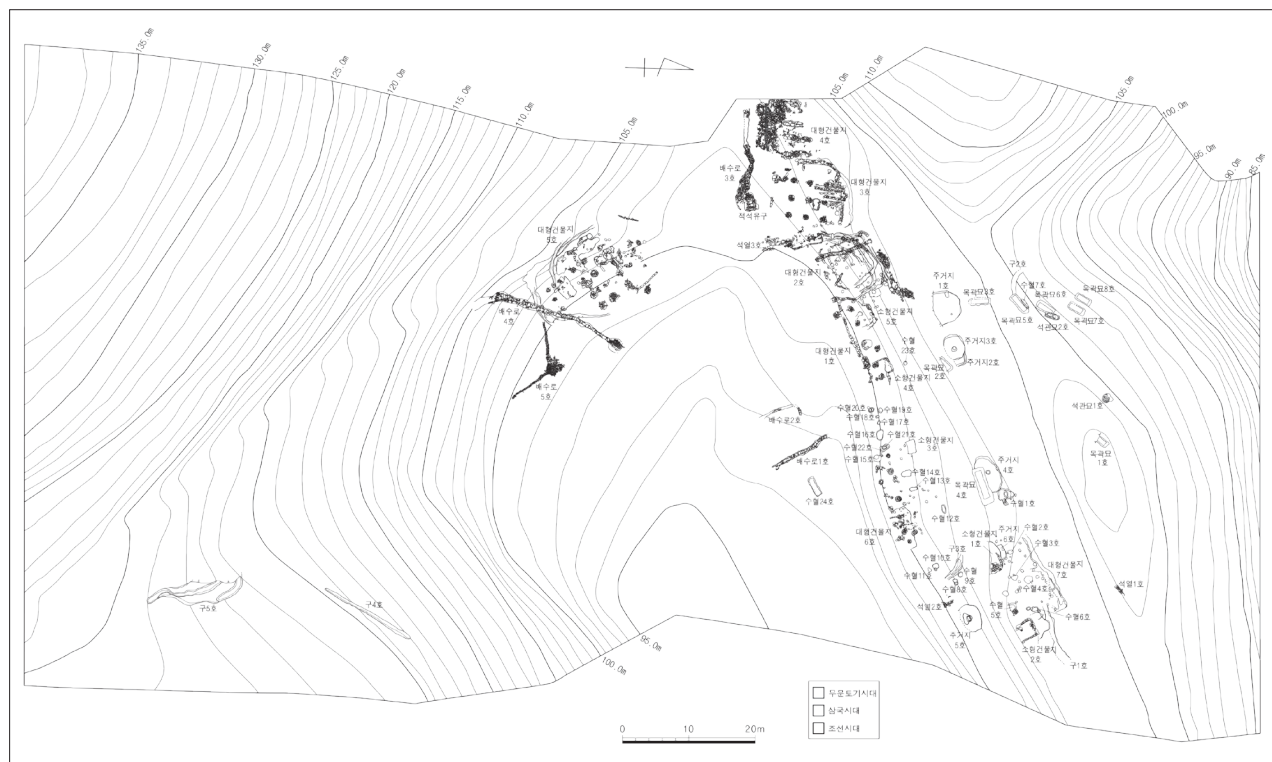 135.0m
130.0m
125.0m
120.0m
115.0m
110.0m
105.0m
105.0m
110.0m
105.0m
100.0m
95.0m
90.0m
85.0m
대형건물지
4호
배수로
3호
대형건물지
3호
적석유구
대형건물지
5호
석열3호
대형건물지
2호
배수로
4호
배수로
5호
소형건물지
5호
대형건물지
1호
수혈
23호
소형건물지
4호
주거지
1호
목곽묘3호
구2호
수혈7호
목곽묘6호
목곽묘8호
목곽묘5호
목곽묘7호
석관묘2호
주거지3호
주거지2호
목곽묘
2호
석관묘1호
목곽묘
1호
배수로2호
배수로1호
수혈24호
수혈20호
수혈19호
수혈18호
수혈17호
수혈16호
수혈21호
수혈22호
수혈15호
소형건물지
3호
수혈14호
수혈13호
수혈12호
주거지
4호
목곽묘
4호
수혈1호
대형건물지
6호
소형건물지
1호
주거지
6호
수혈2호
수혈3호
대형건물지
7호
수혈10호
구3호
수혈11호
수혈
9호
수혈8호
수혈4호
석열1호
석열2호
수혈
5호
수혈6호
주거지
5호
소형건물지
2호
구1호
구5호
구4호
95.0m
100.0m
무문토기시대
삼국시대
조선시대
0 10 20m